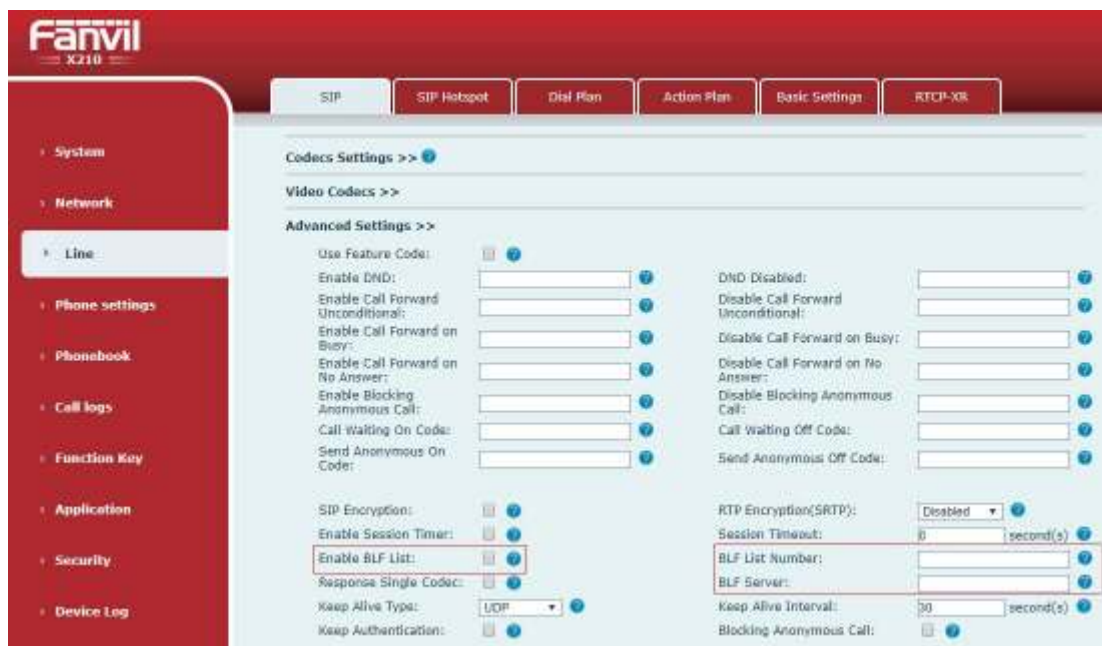 Fanvil
X210
SIP
SIP Hotspot
Dial Plan
Action Plan
Basic Settings
RTCP-XR
System
Network
Line
Phone settings
Phonebook
Call logs
Function Key
Application
Security
Device Log
Codecs Settings >> ?
Video Codecs >>
Advanced Settings >>
Use Feature Code: ?
Enable DND: ? DND Disabled: ?
Enable Call Forward Unconditional: ? Disable Call Forward Unconditional: ?
Enable Call Forward on Busy: ? Disable Call Forward on Busy: ?
Enable Call Forward on No Answer: ? Disable Call Forward on No Answer: ?
Enable Blocking Anonymous Call: ? Disable Blocking Anonymous Call: ?
Call Waiting On Code: ? Call Waiting Off Code: ?
Send Anonymous On Code: ? Send Anonymous Off Code: ?
SIP Encryption: ? RTP Encryption(SRTP): Disabled ?
Enable Session Timer: ? Session Timeout: 0 second(s) ?
Enable BLF List: ? BLF List Number: ?
Response Single Codec: ? BLF Server: ?
Keep Alive Type: UDP ? Keep Alive Interval: 30 second(s) ?
Keep Authentication: ? Blocking Anonymous Call: ?